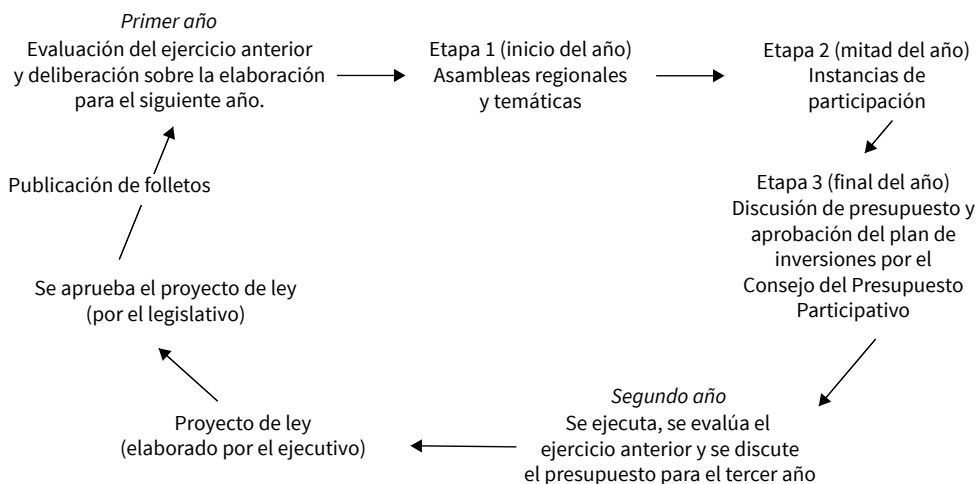 Primer año
Evaluación del ejercicio anterior
y deliberación sobre la elaboración
para el siguiente año.
Etapa 1 (inicio del año)
Asambleas regionales
y temáticas
Etapa 2 (mitad del año)
Instancias de
participación
Etapa 3 (final del año)
Discusión de presupuesto y
aprobación del plan de
inversiones por el
Consejo del Presupuesto
Participativo
Segundo año
Se ejecuta, se evalúa el
ejercicio anterior y se discute
el presupuesto para el tercer año
Proyecto de ley
(elaborado por el ejecutivo)
Se aprueba el proyecto de ley
(por el legislativo)
Publicación de folletos